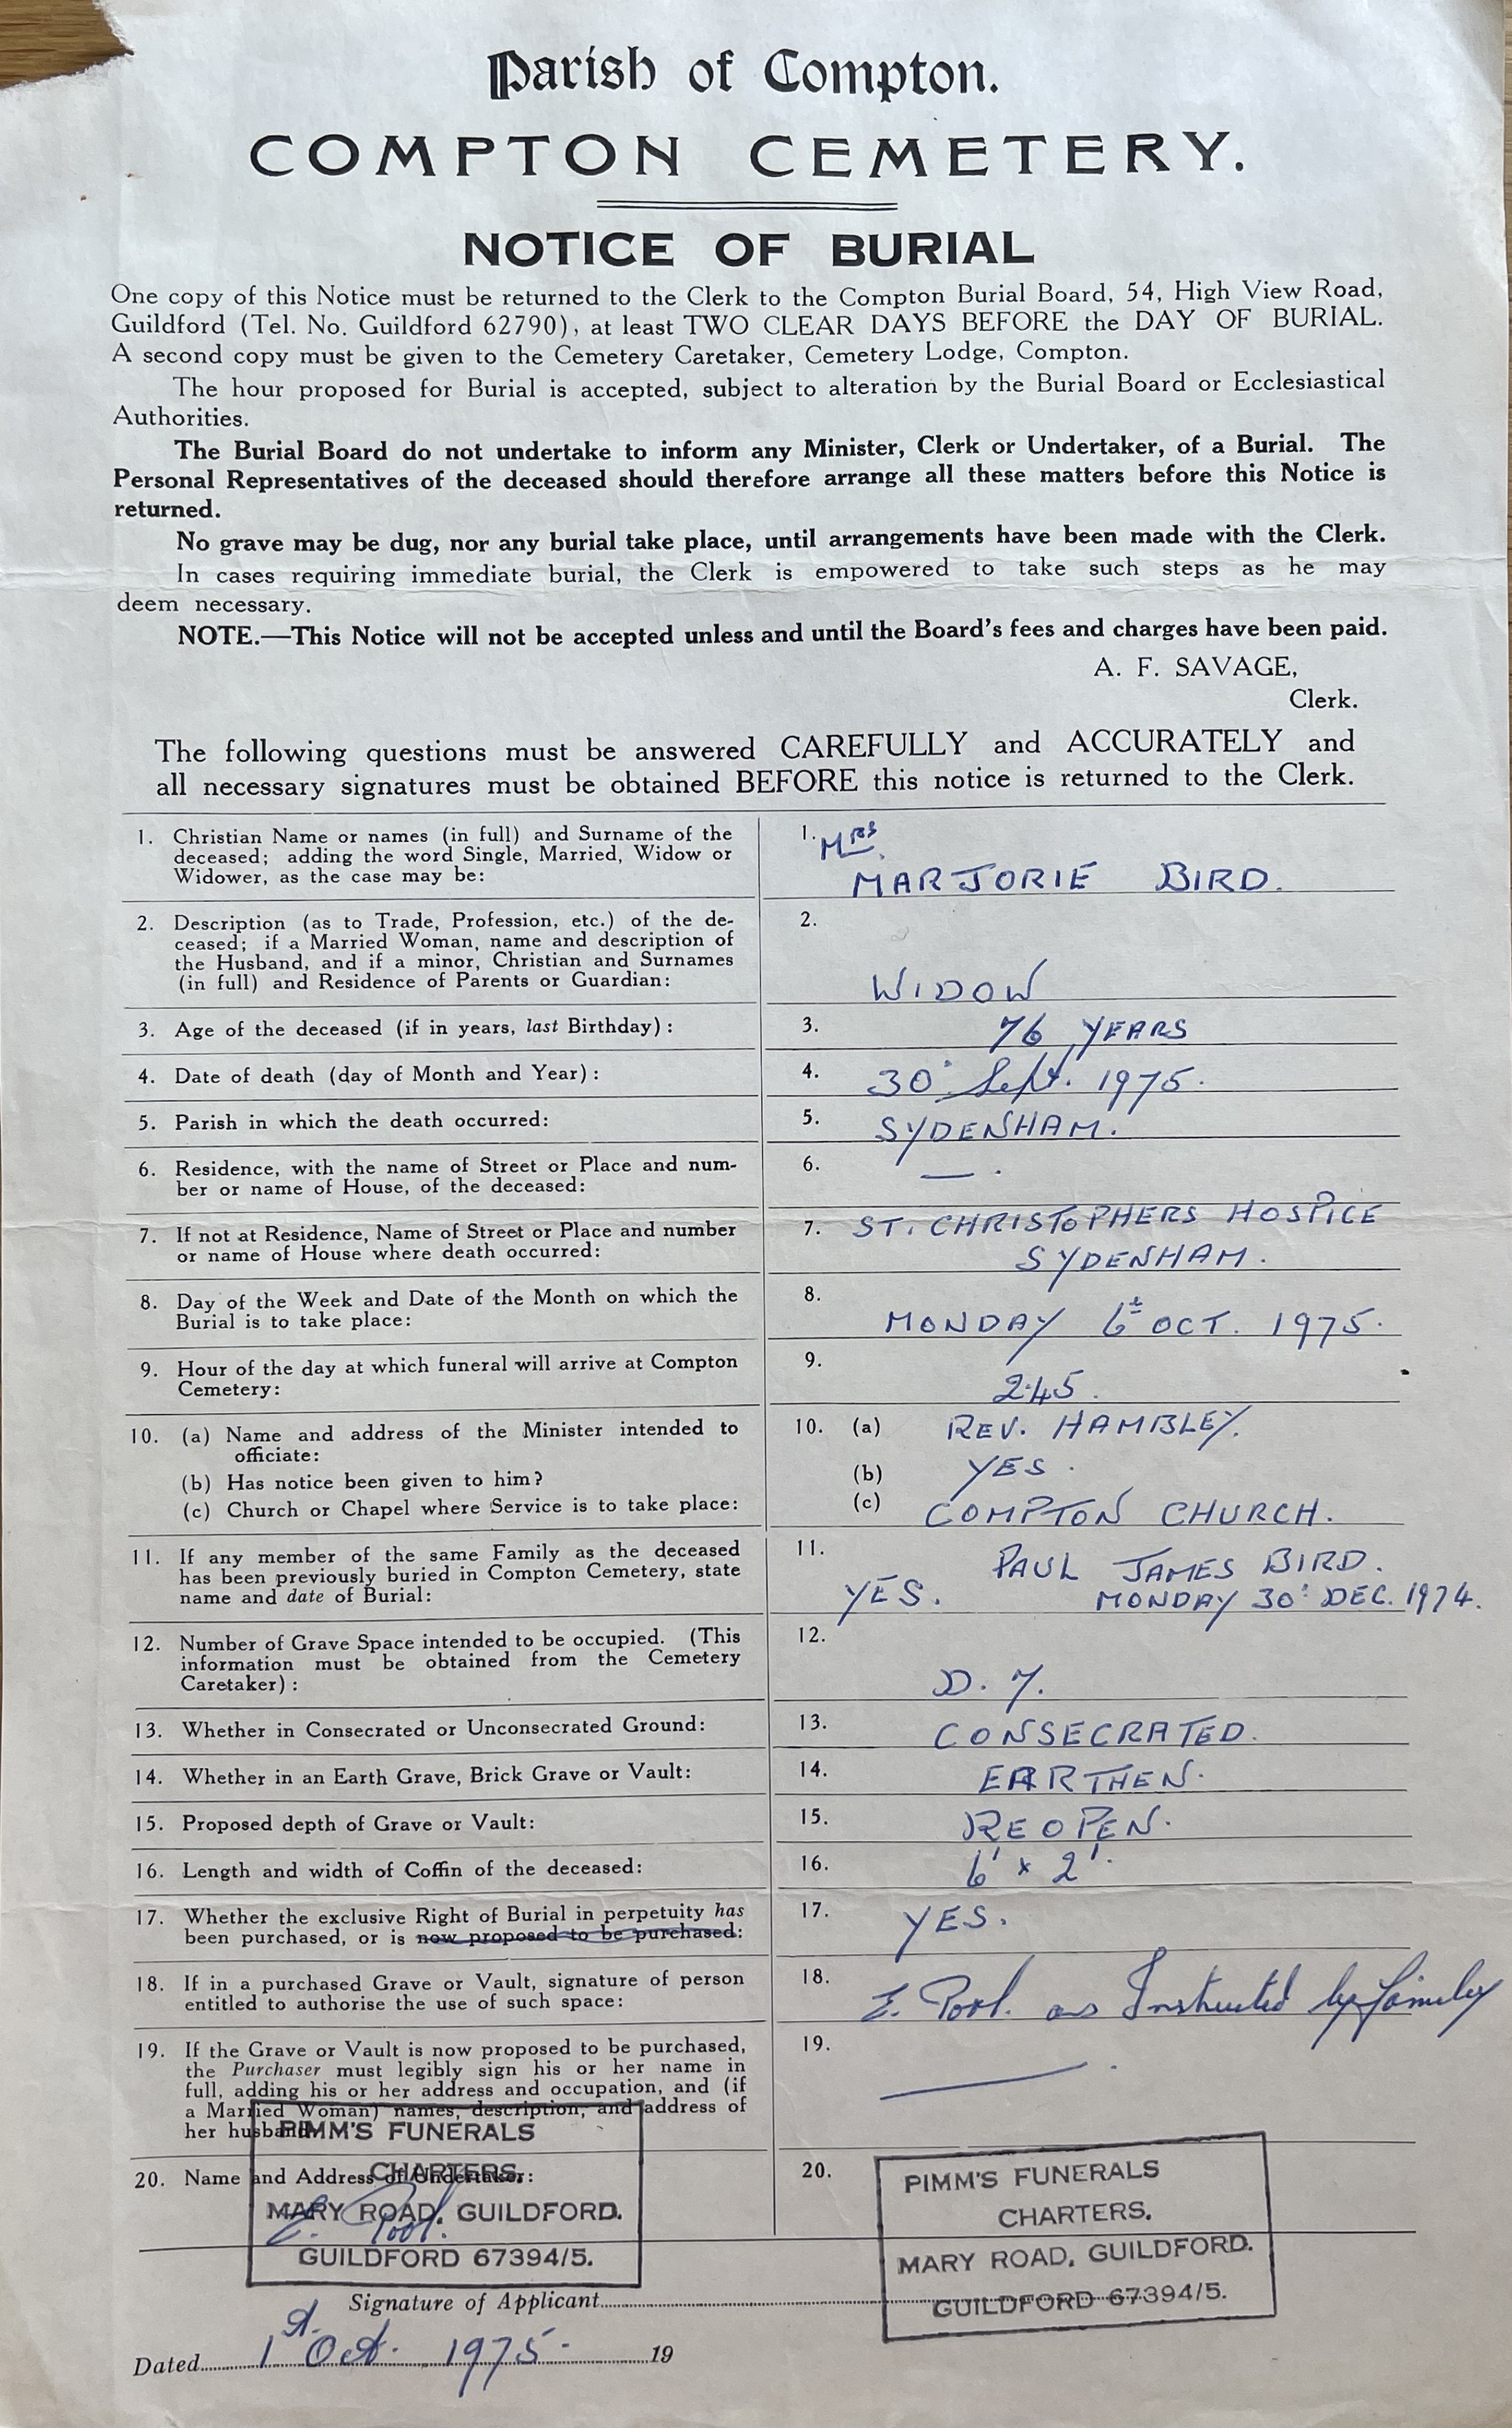 Parish of Compton.
COMPTON CEMETERY.
NOTICE OF BURIAL
One copy of this Notice must be returned to the Clerk to the Compton Burial Board, 54, High View Road,
Guildford (Tel. No. Guildford 62790), at least TWO CLEAR DAYS BEFORE the DAY OF BURIAL.
A second copy must be given to the Cemetery Caretaker, Cemetery Lodge, Compton.
The hour proposed for Burial is accepted, subject to alteration by the Burial Board or Ecclesiastical
Authorities.
The Burial Board do not undertake to inform any Minister, Clerk or Undertaker, of a Burial. The
Personal Representatives of the deceased should therefore arrange all these matters before this Notice is
returned.
No grave may be dug, nor any burial take place, until arrangements have been made with the Clerk.
In cases requiring immediate burial, the Clerk is empowered to take such steps as he may
deem necessary.
NOTE.—This Notice will not be accepted unless and until the Board's fees and charges have been paid.
A. F. SAVAGE,
Clerk.
The following questions must be answered CAREFULLY and ACCURATELY and
all necessary signatures must be obtained BEFORE this notice is returned to the Clerk.
1. Christian Name or names (in full) and Surname of the
deceased; adding the word Single, Married, Widow or
Widower, as the case may be:
1. Mrs.
MARJORIE BIRD.
2. Description (as to Trade, Profession, etc.) of the de-
ceased; if a Married Woman, name and description of
the Husband, and if a minor, Christian and Surnames
(in full) and Residence of Parents or Guardian:
2.
WIDOW
3. Age of the deceased (if in years, last Birthday):
3. 76 YEARS
4. Date of death (day of Month and Year):
4. 30. Sept. 1975.
5. Parish in which the death occurred:
5. SYDENHAM.
6. Residence, with the name of Street or Place and num-
ber or name of House, of the deceased:
6. — .
7. If not at Residence, Name of Street or Place and number
or name of House where death occurred:
7. ST. CHRISTOPHERS HOSPICE
SYDENHAM.
8. Day of the Week and Date of the Month on which the
Burial is to take place:
8.
MONDAY 6th OCT. 1975.
9. Hour of the day at which funeral will arrive at Compton
Cemetery:
9.
2.45.
10. (a) Name and address of the Minister intended to
officiate:
(b) Has notice been given to him?
(c) Church or Chapel where Service is to take place:
10. (a) REV. HAMBLEY.
(b) YES.
(c) COMPTON CHURCH.
11. If any member of the same Family as the deceased
has been previously buried in Compton Cemetery, state
name and date of Burial:
11. PAUL JAMES BIRD.
YES. MONDAY 30. DEC. 1974.
12. Number of Grave Space intended to be occupied. (This
information must be obtained from the Cemetery
Caretaker):
12.
D. 7.
13. Whether in Consecrated or Unconsecrated Ground:
13. CONSECRATED.
14. Whether in an Earth Grave, Brick Grave or Vault:
14. EARTHEN.
15. Proposed depth of Grave or Vault:
15. REOPEN.
16. Length and width of Coffin of the deceased:
16. 6' x 2'.
17. Whether the exclusive Right of Burial in perpetuity has
been purchased, or is now proposed to be purchased:
17. YES.
18. If in a purchased Grave or Vault, signature of person
entitled to authorise the use of such space:
18. E. Pool. as Instructed by family
19. If the Grave or Vault is now proposed to be purchased,
the Purchaser must legibly sign his or her name in
full, adding his or her address and occupation, and (if
a Married Woman) names, description, and address of
her husband:
19. — .
20. Name and Address of Undertaker:
20.
PIMM'S FUNERALS
CHARTERS.
MARY ROAD, GUILDFORD.
GUILDFORD 67394/5.
PIMM'S FUNERALS
CHARTERS.
MARY ROAD, GUILDFORD.
GUILDFORD 67394/5.
E. Pool.
Signature of Applicant
Dated 1st Oct. 1975. 19